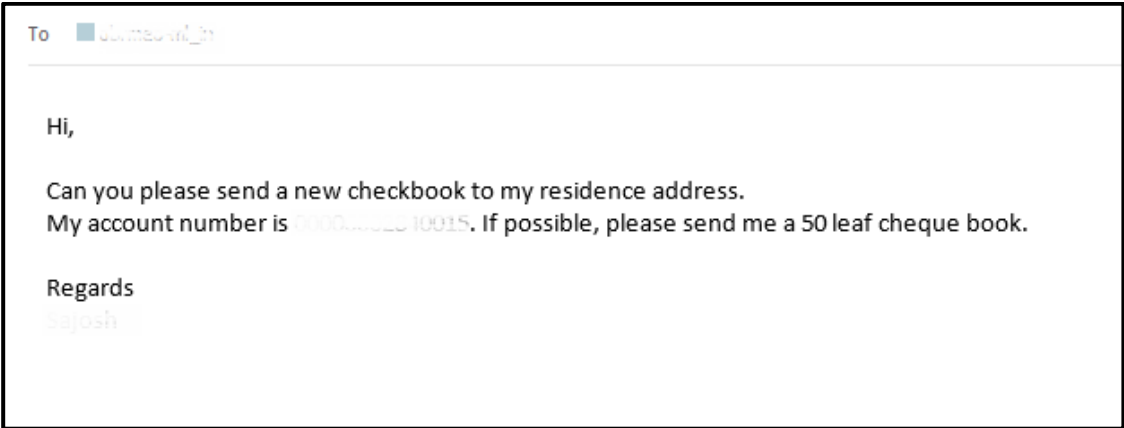 To
Hi,
Can you please send a new checkbook to my residence address.
My account number is . If possible, please send me a 50 leaf cheque book.
Regards
Sajosh